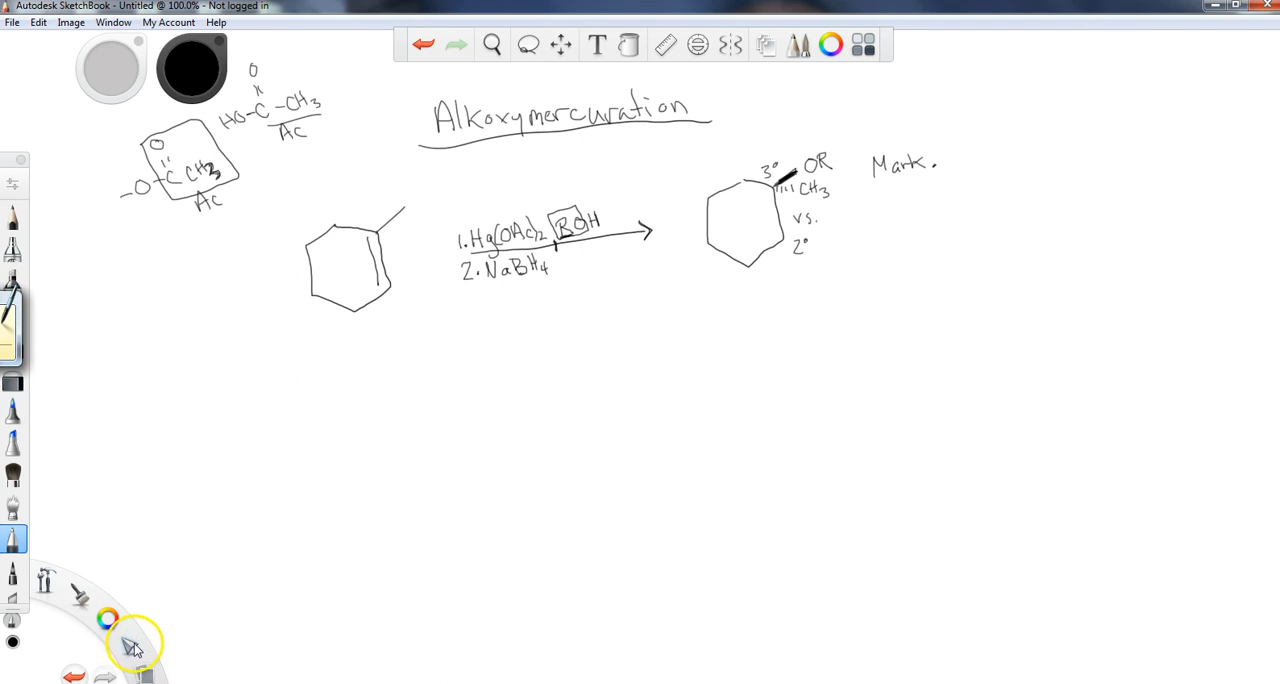 Autodesk SketchBook - Untitled @ 100.0% - Not logged in
File Edit Image Window My Account Help
T
Alkoxymercuration
O
HO-C-CH3
Ac
O
-O-C CH3
Ac
1. Hg(OAc)2 ROH
2. NaBH4
3° OR
CH3
vs.
2°
Mark.